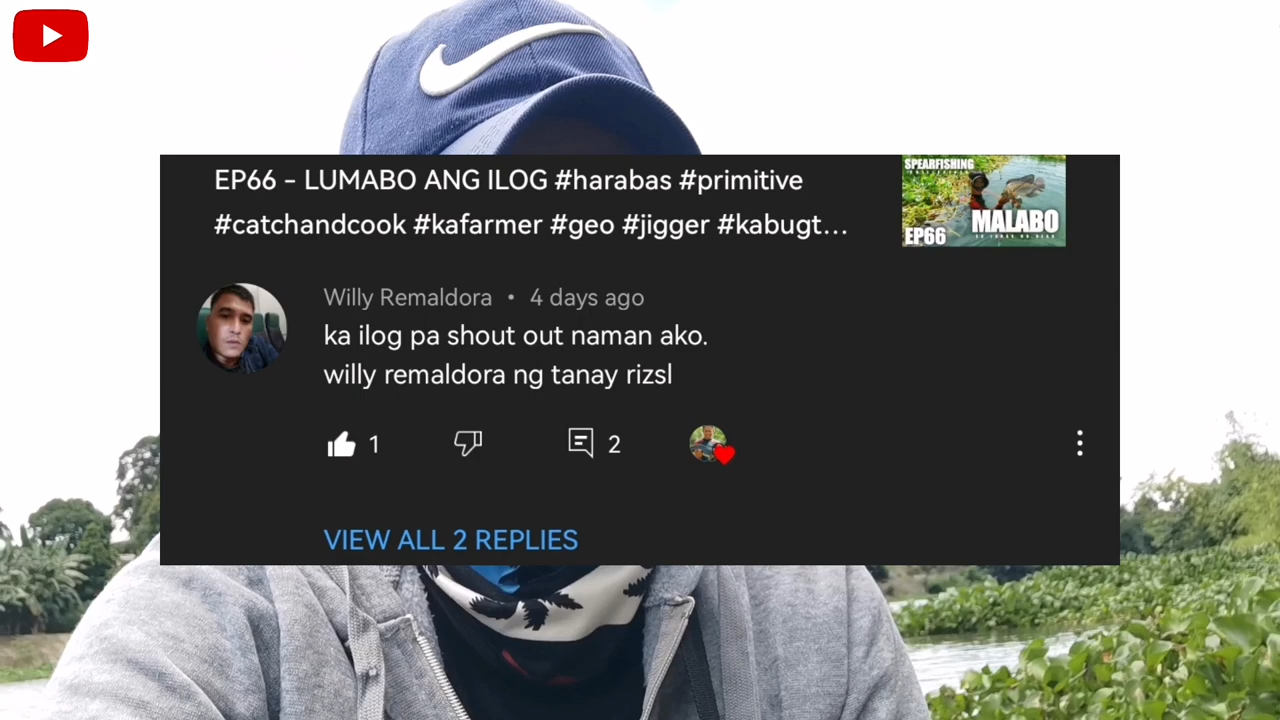 EP66 - LUMABO ANG ILOG #harabas #primitive
#catchandcook #kafarmer #geo #jigger #kabugt...
SPEARFISHING
MALABO
EP66
Willy Remaldora • 4 days ago
ka ilog pa shout out naman ako.
willy remaldora ng tanay rizsl
1
2
VIEW ALL 2 REPLIES